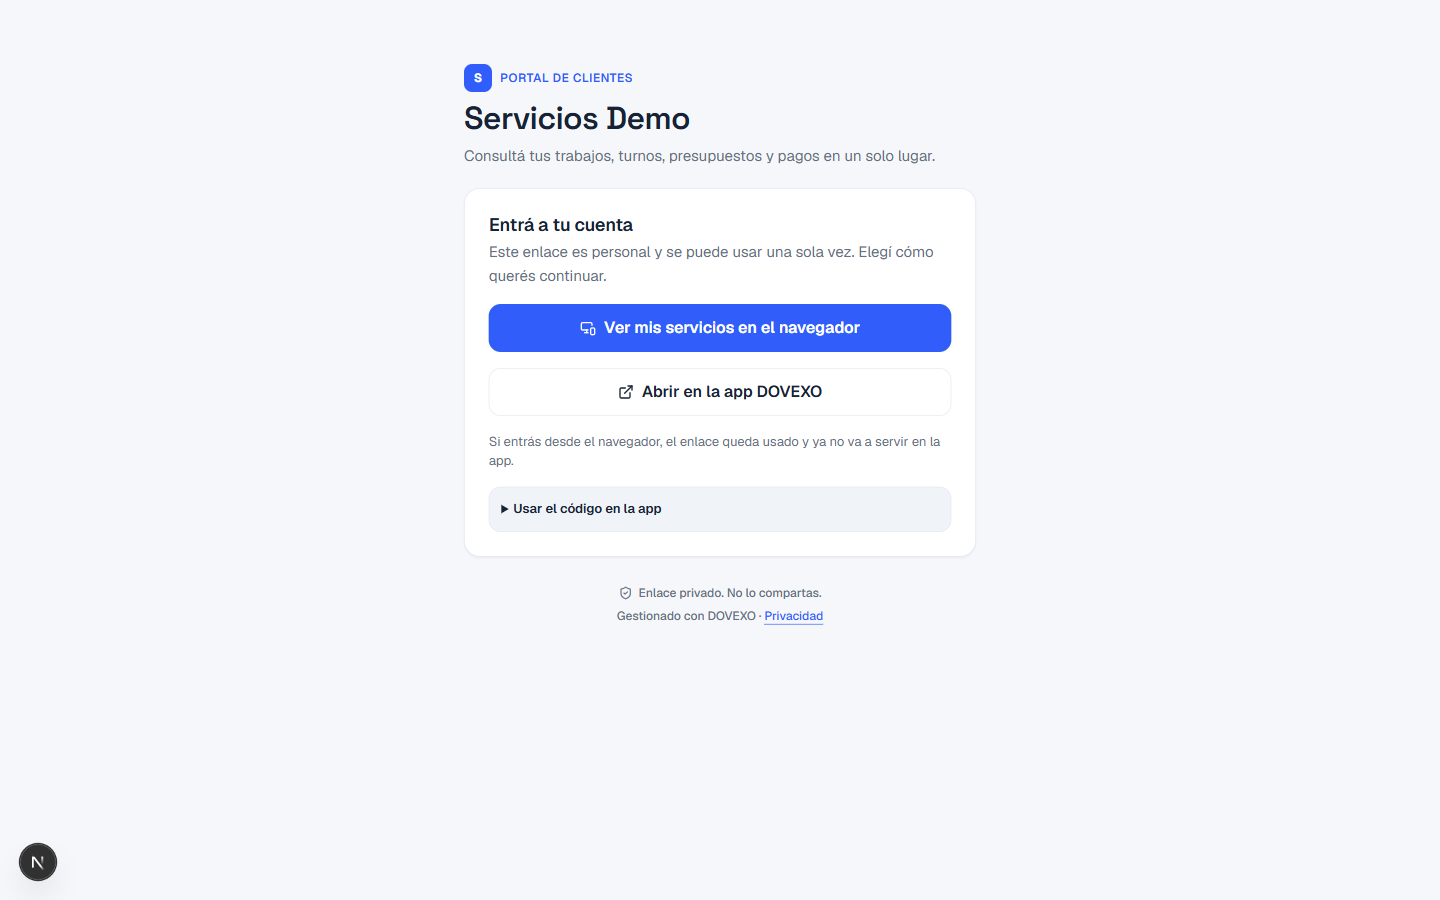 S PORTAL DE CLIENTES
Servicios Demo
Consultá tus trabajos, turnos, presupuestos y pagos en un solo lugar.
Entrá a tu cuenta
Este enlace es personal y se puede usar una sola vez. Elegí cómo
querés continuar.
Ver mis servicios en el navegador
Abrir en la app DOVEXO
Si entrás desde el navegador, el enlace queda usado y ya no va a servir en la
app.
Usar el código en la app
Enlace privado. No lo compartas.
Gestionado con DOVEXO · Privacidad
N